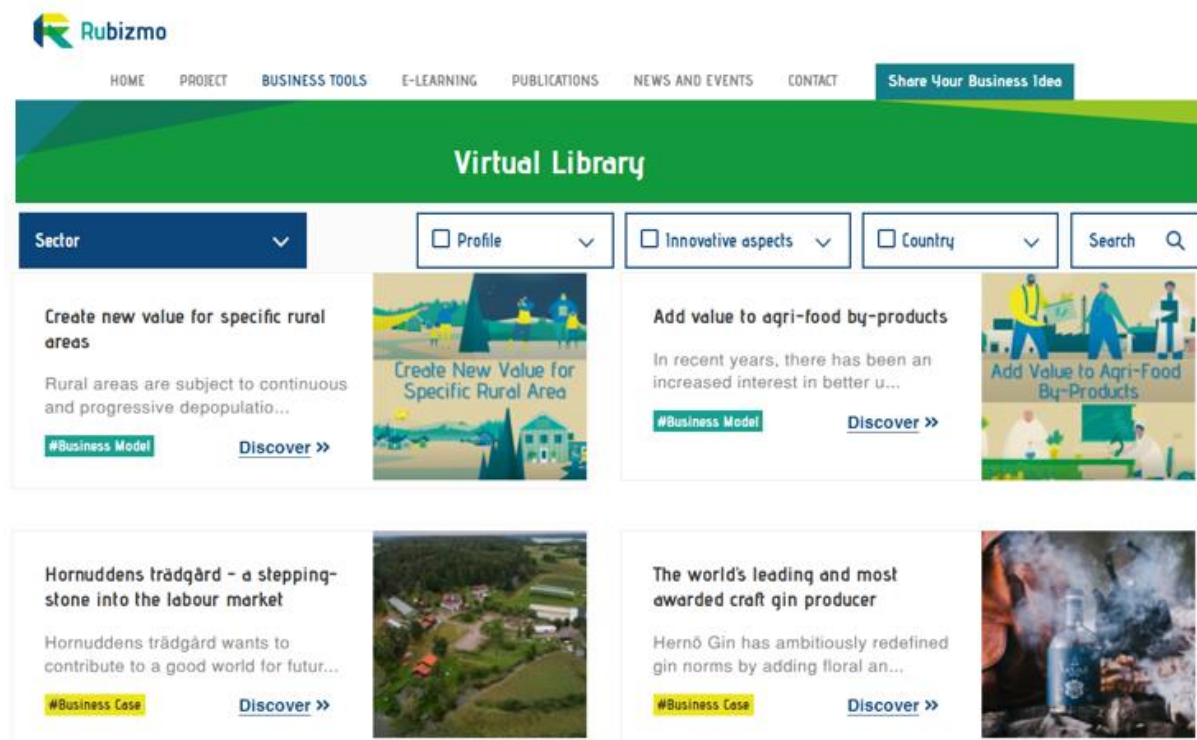 Rubizmo
HOME PROJECT BUSINESS TOOLS E-LEARNING PUBLICATIONS NEWS AND EVENTS CONTACT Share Your Business Idea
Virtual Library
Sector Profile Innovative aspects Country Search
Create new value for specific rural
areas
Rural areas are subject to continuous
and progressive depopulatio...
#Business Model Discover »
Create New Value for
Specific Rural Area
Add value to agri-food by-products
In recent years, there has been an
increased interest in better u...
#Business Model Discover »
Add Value to Agri-Food
By-Products
Hornuddens trädgård - a stepping-
stone into the labour market
Hornuddens trädgård wants to
contribute to a good world for futur...
#Business Case Discover »
The world's leading and most
awarded craft gin producer
Hernö Gin has ambitiously redefined
gin norms by adding floral an...
#Business Case Discover »